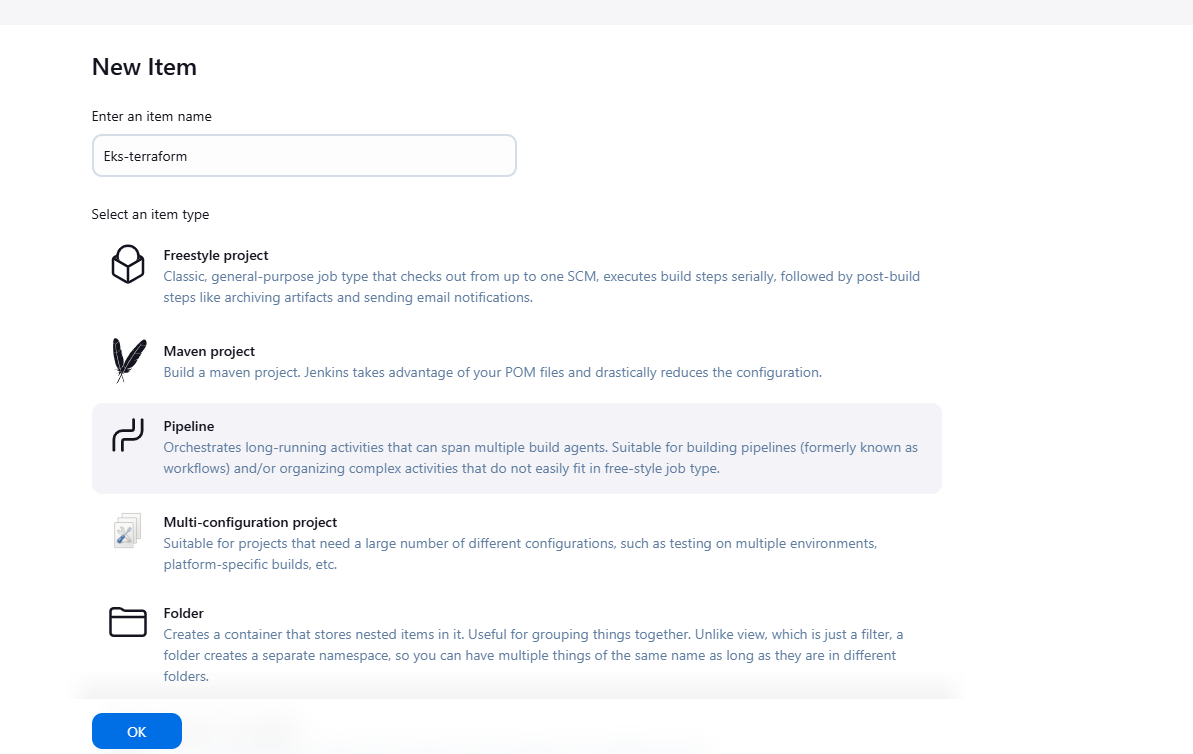 New Item
Enter an item name
Eks-terraform
Select an item type
Freestyle project
Classic, general-purpose job type that checks out from up to one SCM, executes build steps serially, followed by post-build
steps like archiving artifacts and sending email notifications.
Maven project
Build a maven project. Jenkins takes advantage of your POM files and drastically reduces the configuration.
Pipeline
Orchestrates long-running activities that can span multiple build agents. Suitable for building pipelines (formerly known as
workflows) and/or organizing complex activities that do not easily fit in free-style job type.
Multi-configuration project
Suitable for projects that need a large number of different configurations, such as testing on multiple environments,
platform-specific builds, etc.
Folder
Creates a container that stores nested items in it. Useful for grouping things together. Unlike view, which is just a filter, a
folder creates a separate namespace, so you can have multiple things of the same name as long as they are in different
folders.
OK